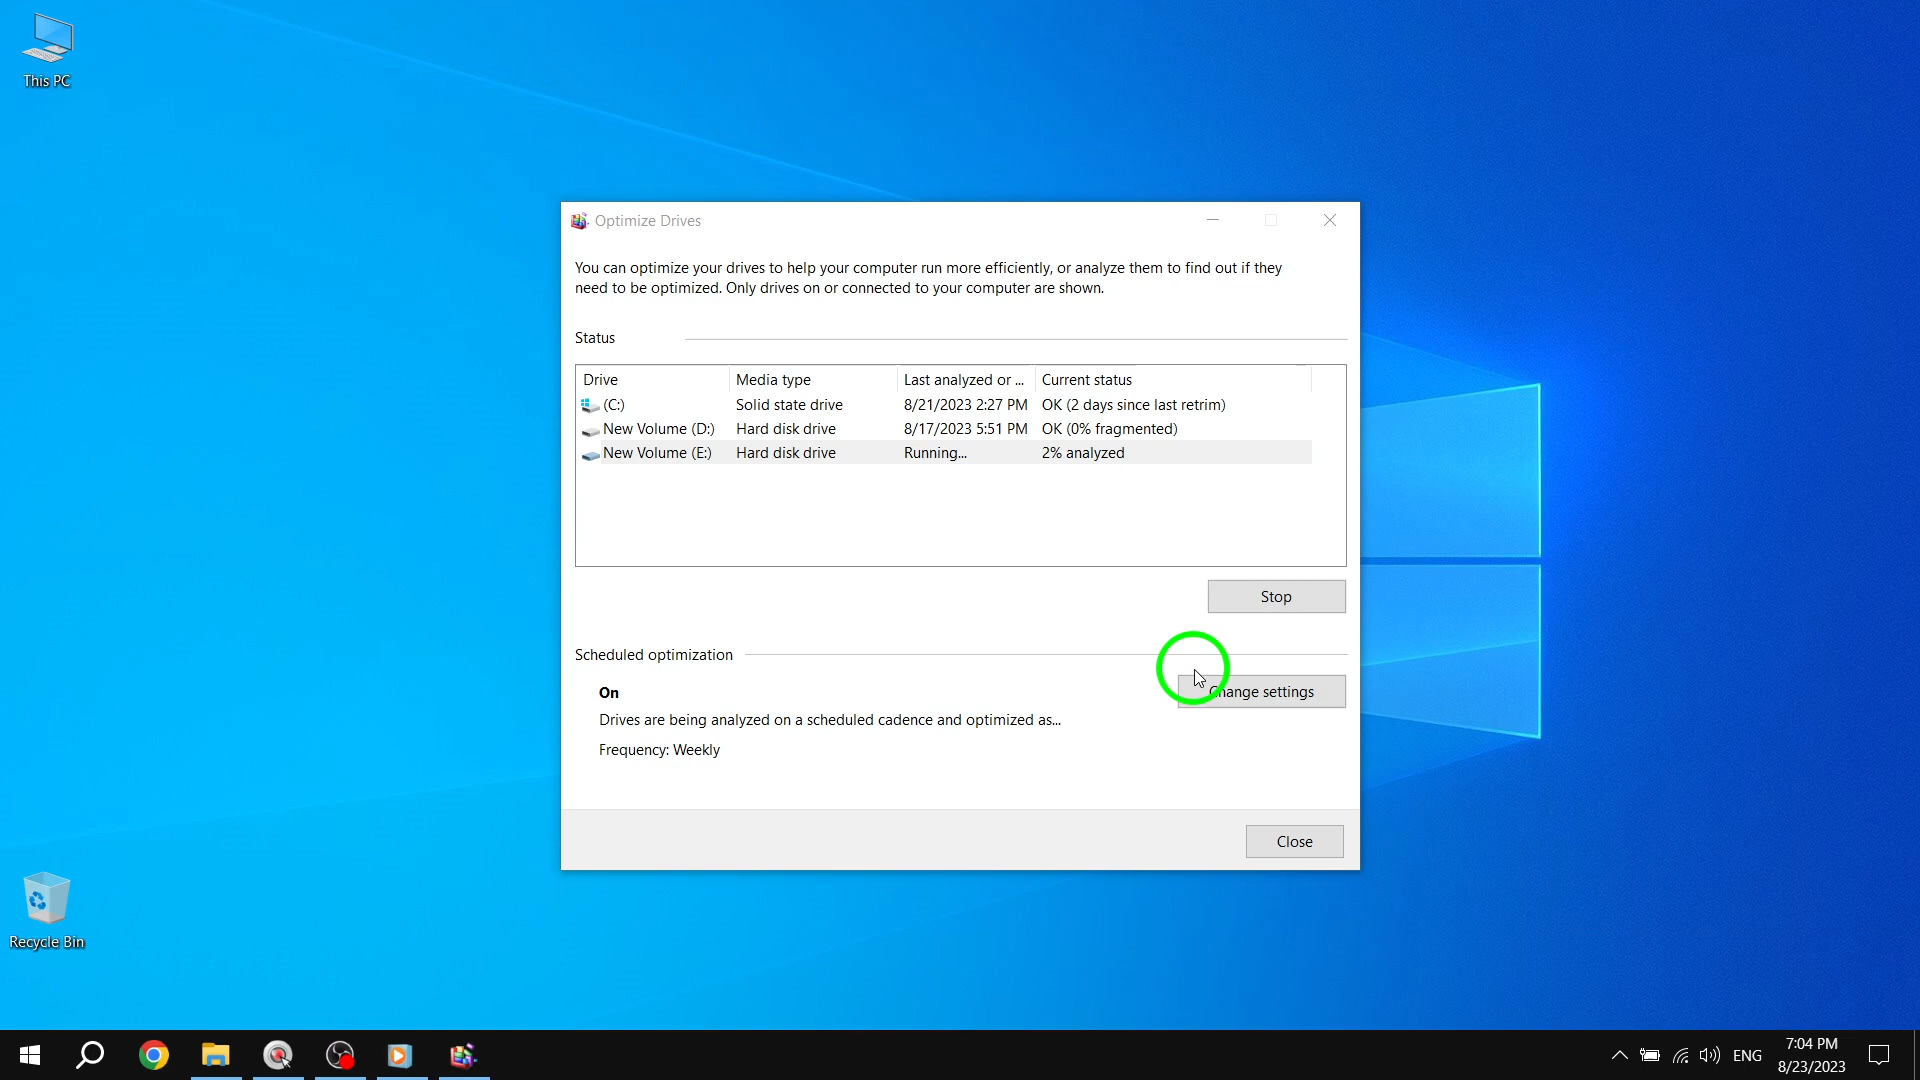 This PC
Optimize Drives
You can optimize your drives to help your computer run more efficiently, or analyze them to find out if they
need to be optimized. Only drives on or connected to your computer are shown.
Status
Drive Media type Last analyzed or ... Current status
(C:) Solid state drive 8/21/2023 2:27 PM OK (2 days since last retrim)
New Volume (D:) Hard disk drive 8/17/2023 5:51 PM OK (0% fragmented)
New Volume (E:) Hard disk drive Running... 2% analyzed
Stop
Scheduled optimization
On
Change settings
Drives are being analyzed on a scheduled cadence and optimized as...
Frequency: Weekly
Close
Recycle Bin
ENG
7:04 PM
8/23/2023